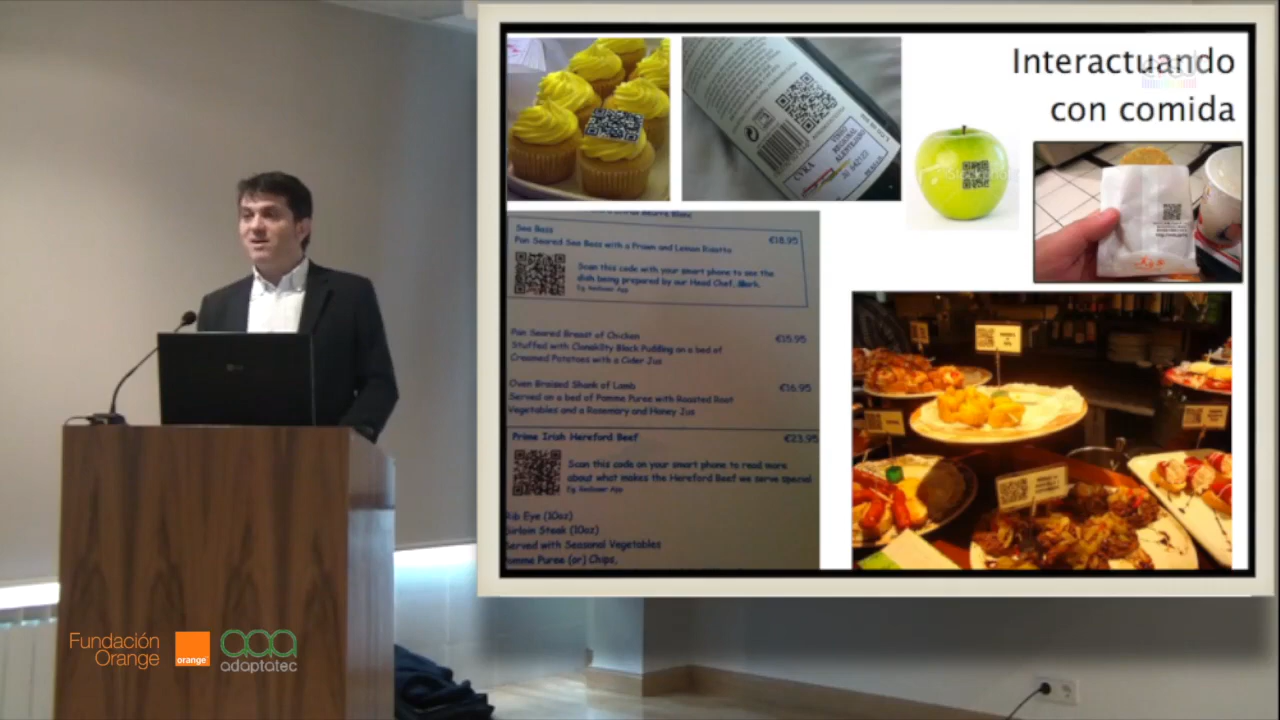 Interactuando
con comida
VINHO
REGIONAL
ALENTEJANO
CVRA
Sea Bass
Pan Seared Sea Bass with a Prawn and Lemon Risotto
€18.95
Scan this code with your smart phone to see the
dish being prepared by our Head Chef, Mark.
Pan Seared Breast of Chicken
€15.95
Stuffed with Clonakilty Black Pudding on a bed of
Creamed Potatoes with a Cider Jus
Oven Braised Shank of Lamb
€16.95
Served on a bed of Pomme Puree with Roasted Root
Vegetables and a Rosemary and Honey Jus
Prime Irish Hereford Beef
€23.95
Scan this code on your smart phone to read more
about what makes the Hereford Beef we serve special
Rib Eye (10oz)
Sirloin Steak (10oz)
Served with Seasonal Vegetables
Pomme Puree (or) Chips,
LG
Fundación
Orange
orange
adaptatec